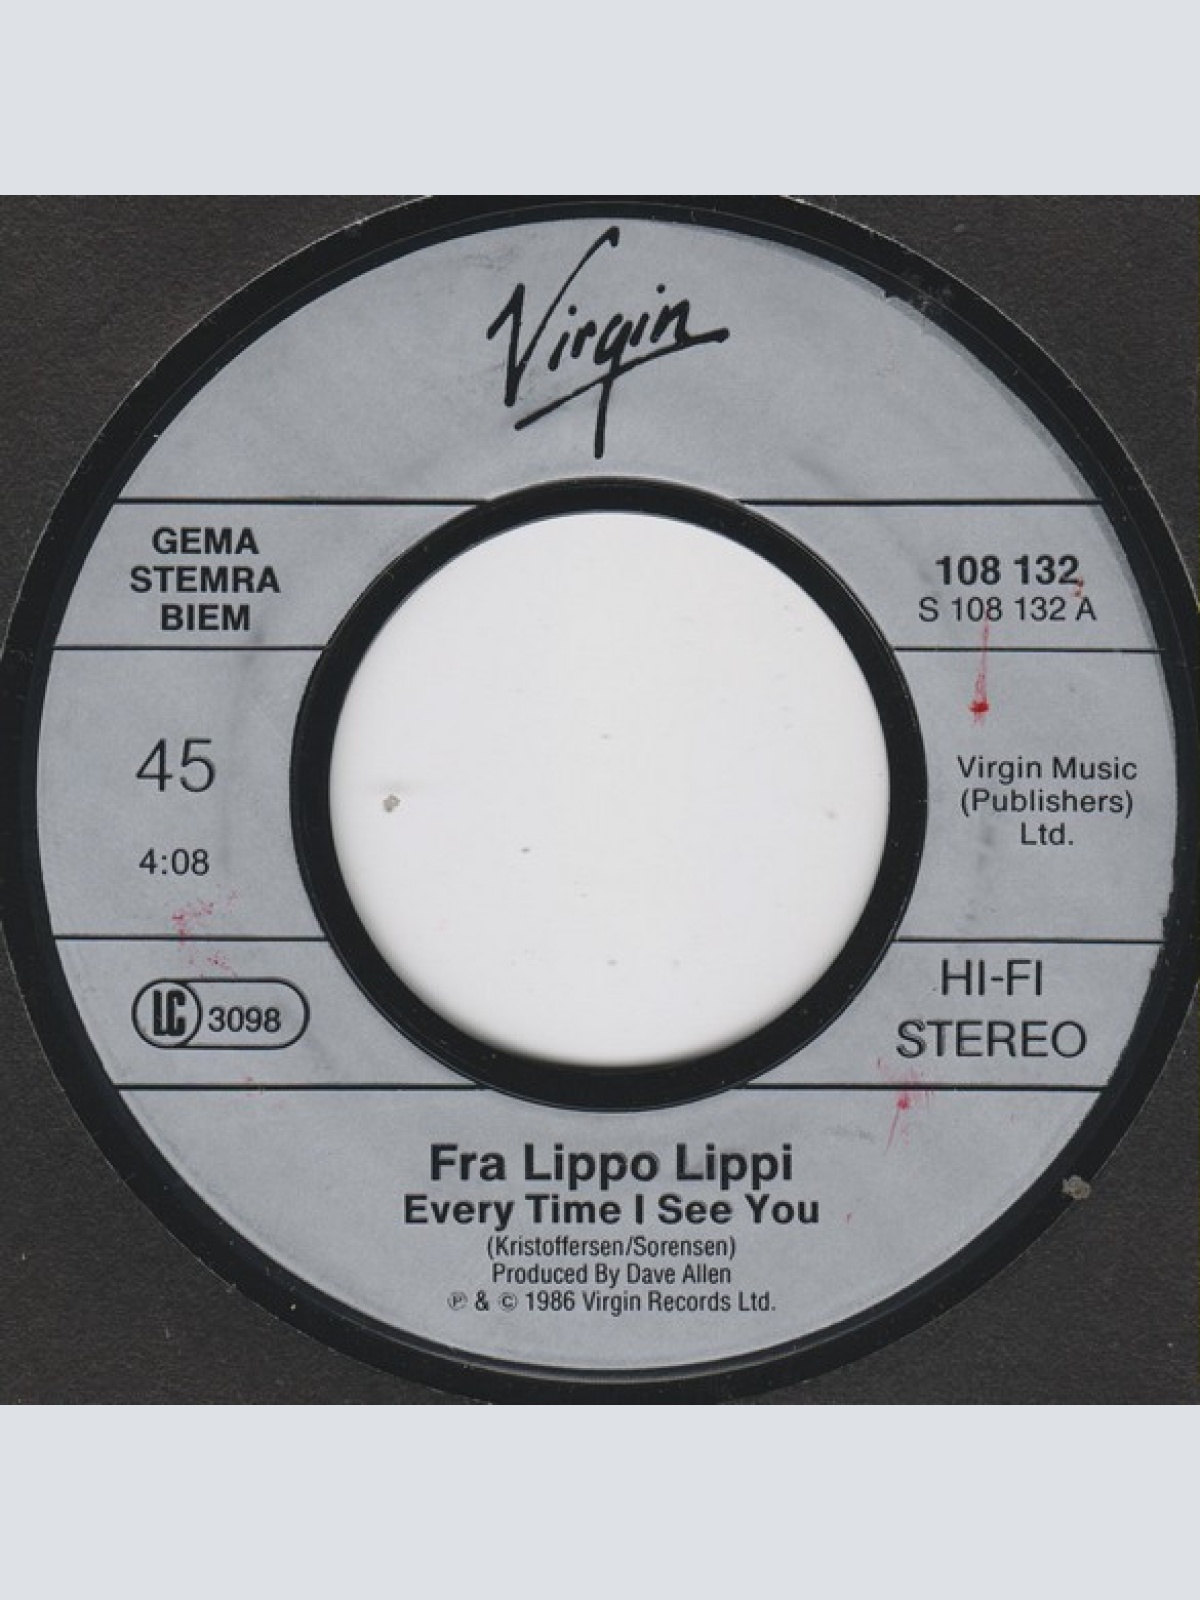 Virgin
GEMA
STEMRA
BIEM
108 132
S 108 132 A
45
4:08
Virgin Music
(Publishers)
Ltd.
LC 3098
HI-FI
STEREO
Fra Lippo Lippi
Every Time I See You
(Kristoffersen/Sorensen)
Produced By Dave Allen
℗ & © 1986 Virgin Records Ltd.